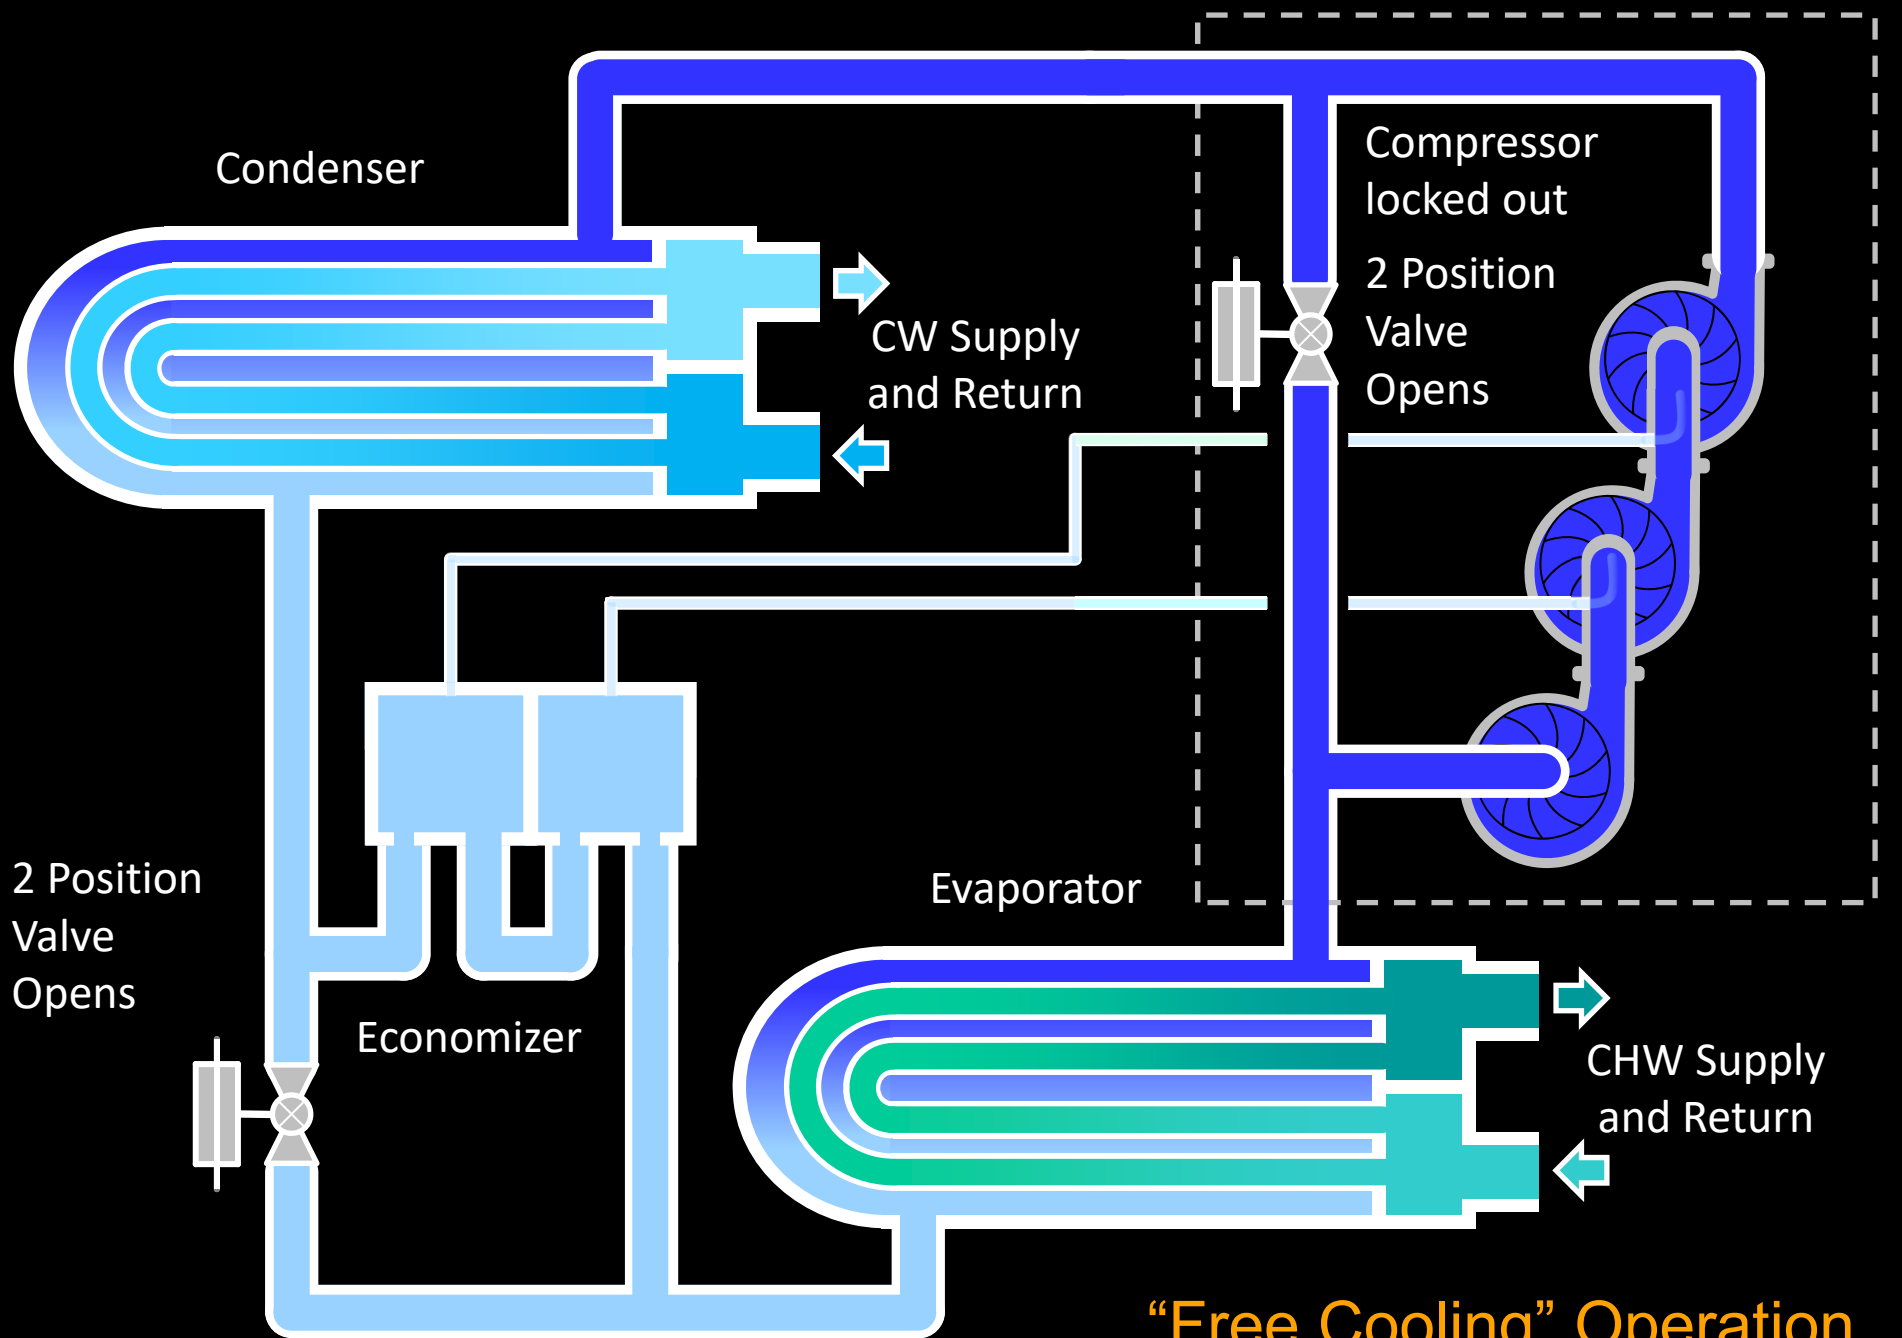 Condenser
Compressor
locked out
2 Position
Valve
Opens
CW Supply
and Return
2 Position
Valve
Opens
Economizer
Evaporator
CHW Supply
and Return
“Free Cooling” Operation